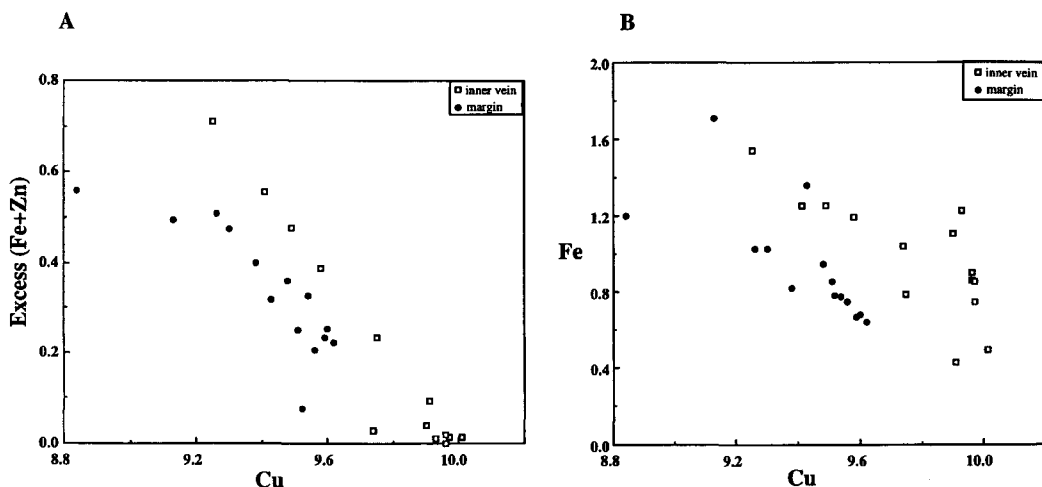 A
Excess (Fe+Zn)
0.8
0.6
0.4
0.2
0.0
8.8 9.2 9.6 10.0
Cu
inner vein
margin
B
Fe
2.0
1.6
1.2
0.8
0.4
0.0
8.8 9.2 9.6 10.0
Cu
inner vein
margin